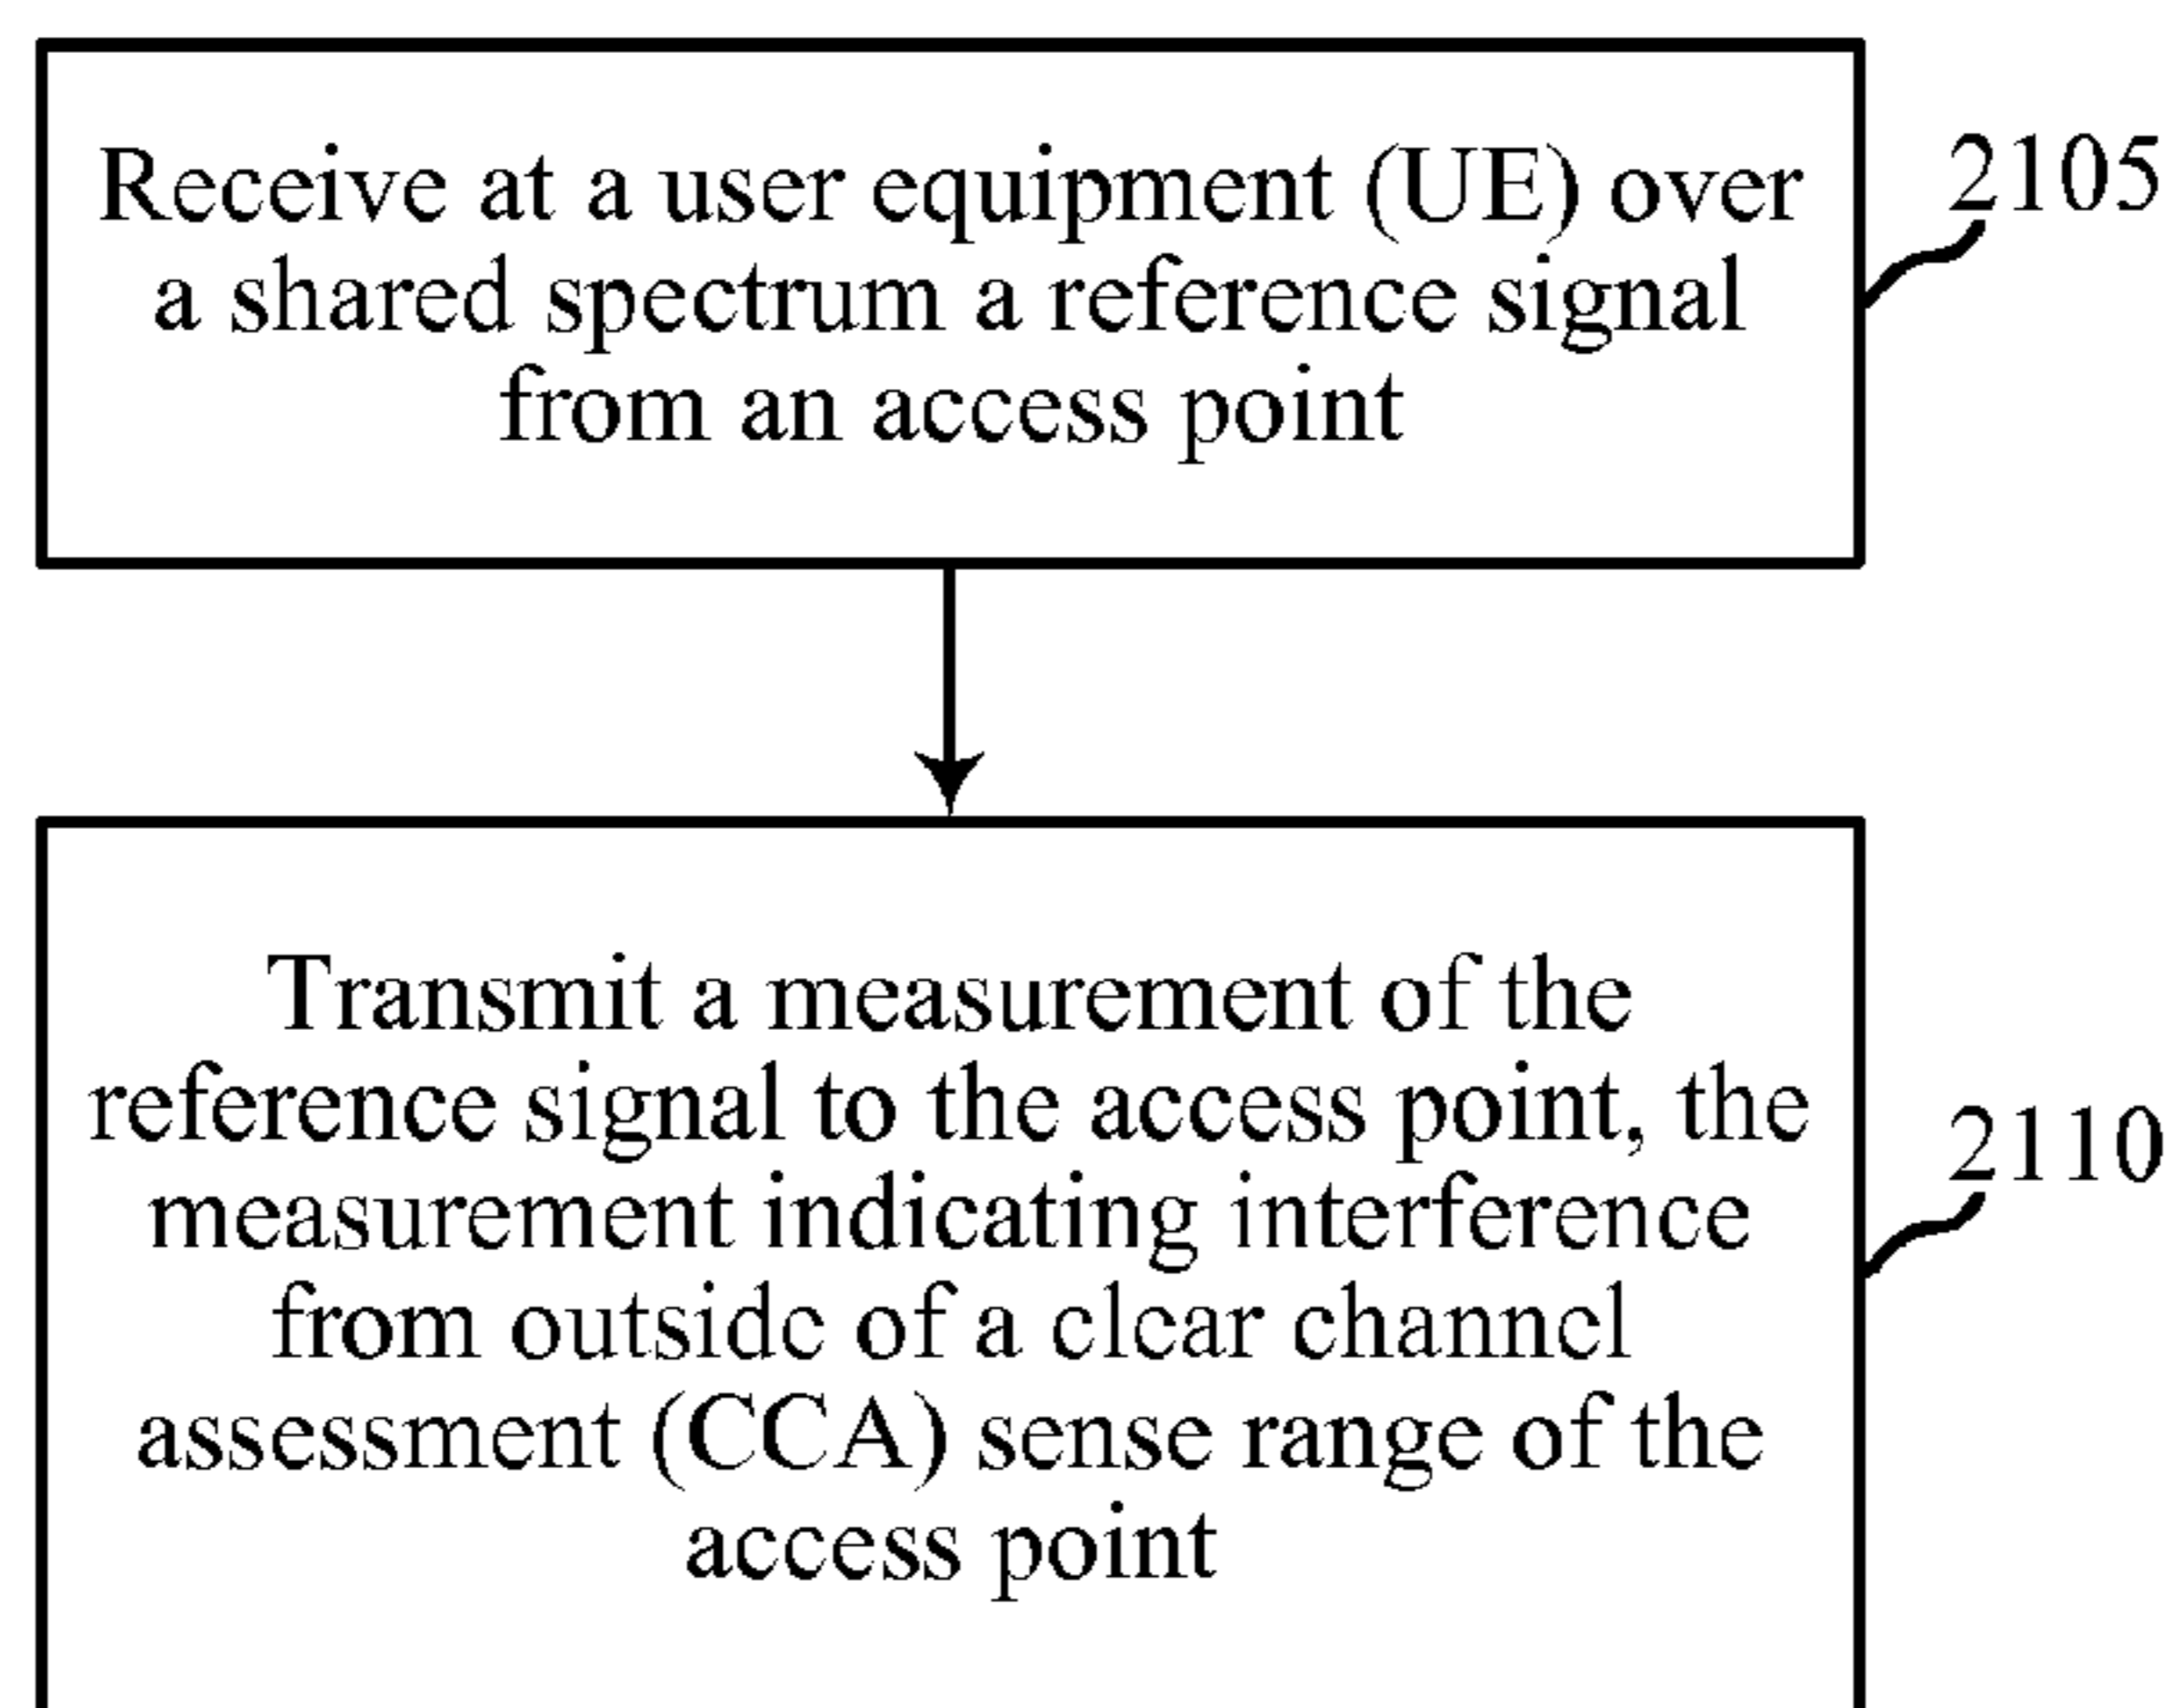 Receive at a user equipment (UE) over
a shared spectrum a reference signal
from an access point
2105
Transmit a measurement of the
reference signal to the access point, the
measurement indicating interference
from outside of a clear channel
assessment (CCA) sense range of the
access point
2110